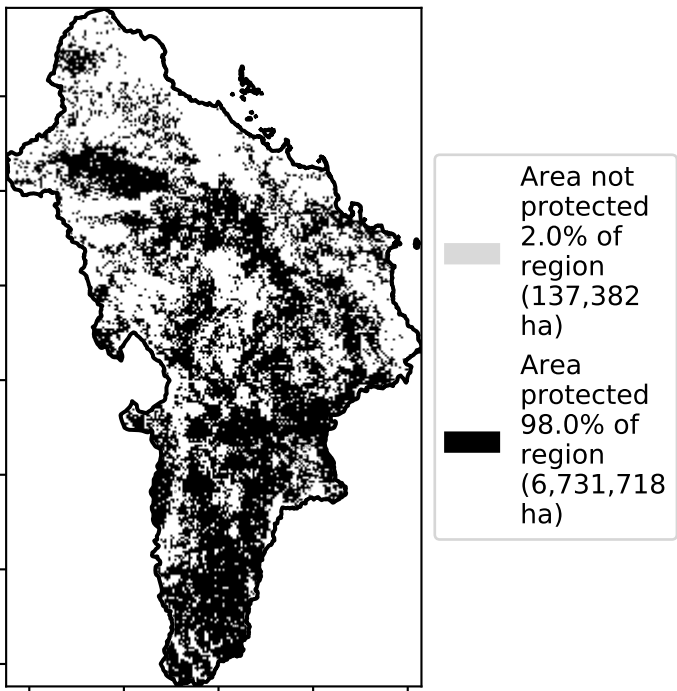 Area not
protected
2.0% of
region
(137,382
ha)
Area
protected
98.0% of
region
(6,731,718
ha)